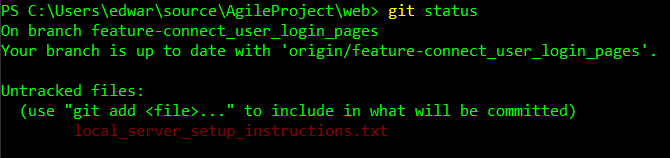 PS C:\Users\edwar\source\AgileProject\web> git status
On branch feature-connect_user_login_pages
Your branch is up to date with 'origin/feature-connect_user_login_pages'.
Untracked files:
(use "git add <file>..." to include in what will be committed)
local_server_setup_instructions.txt